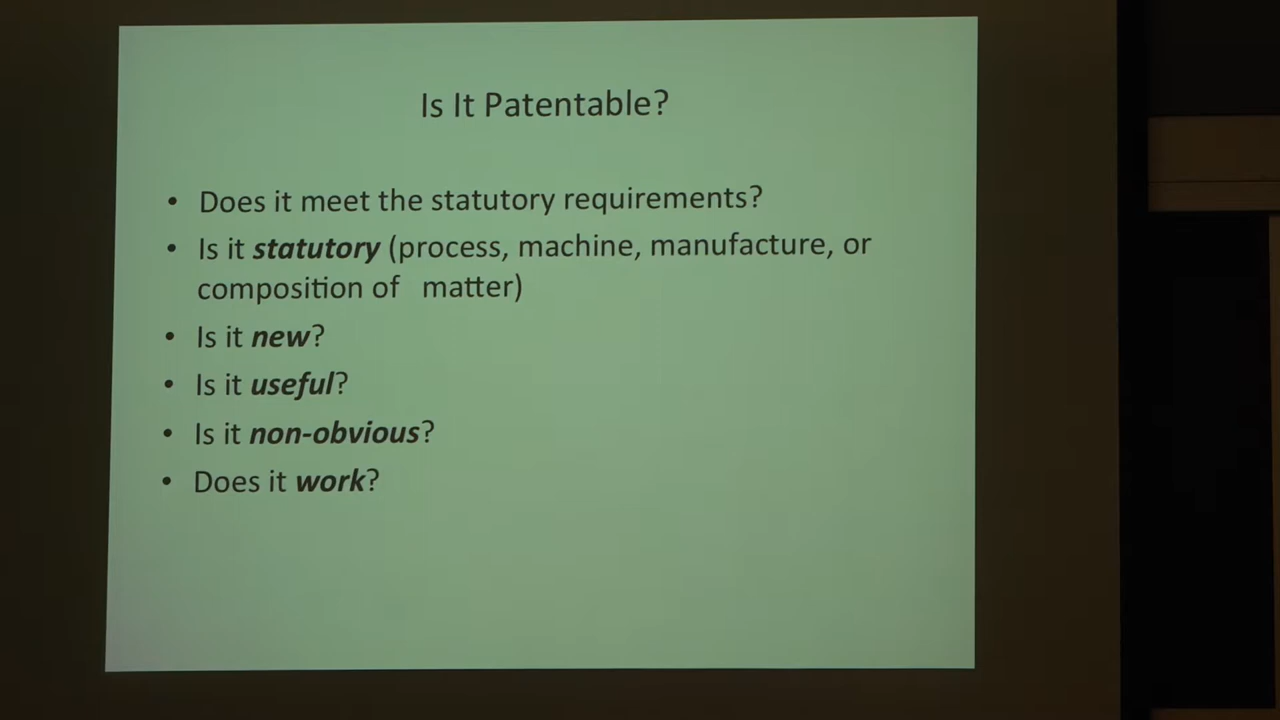 Is It Patentable?
• Does it meet the statutory requirements?
• Is it statutory (process, machine, manufacture, or
composition of matter)
• Is it new?
• Is it useful?
• Is it non-obvious?
• Does it work?